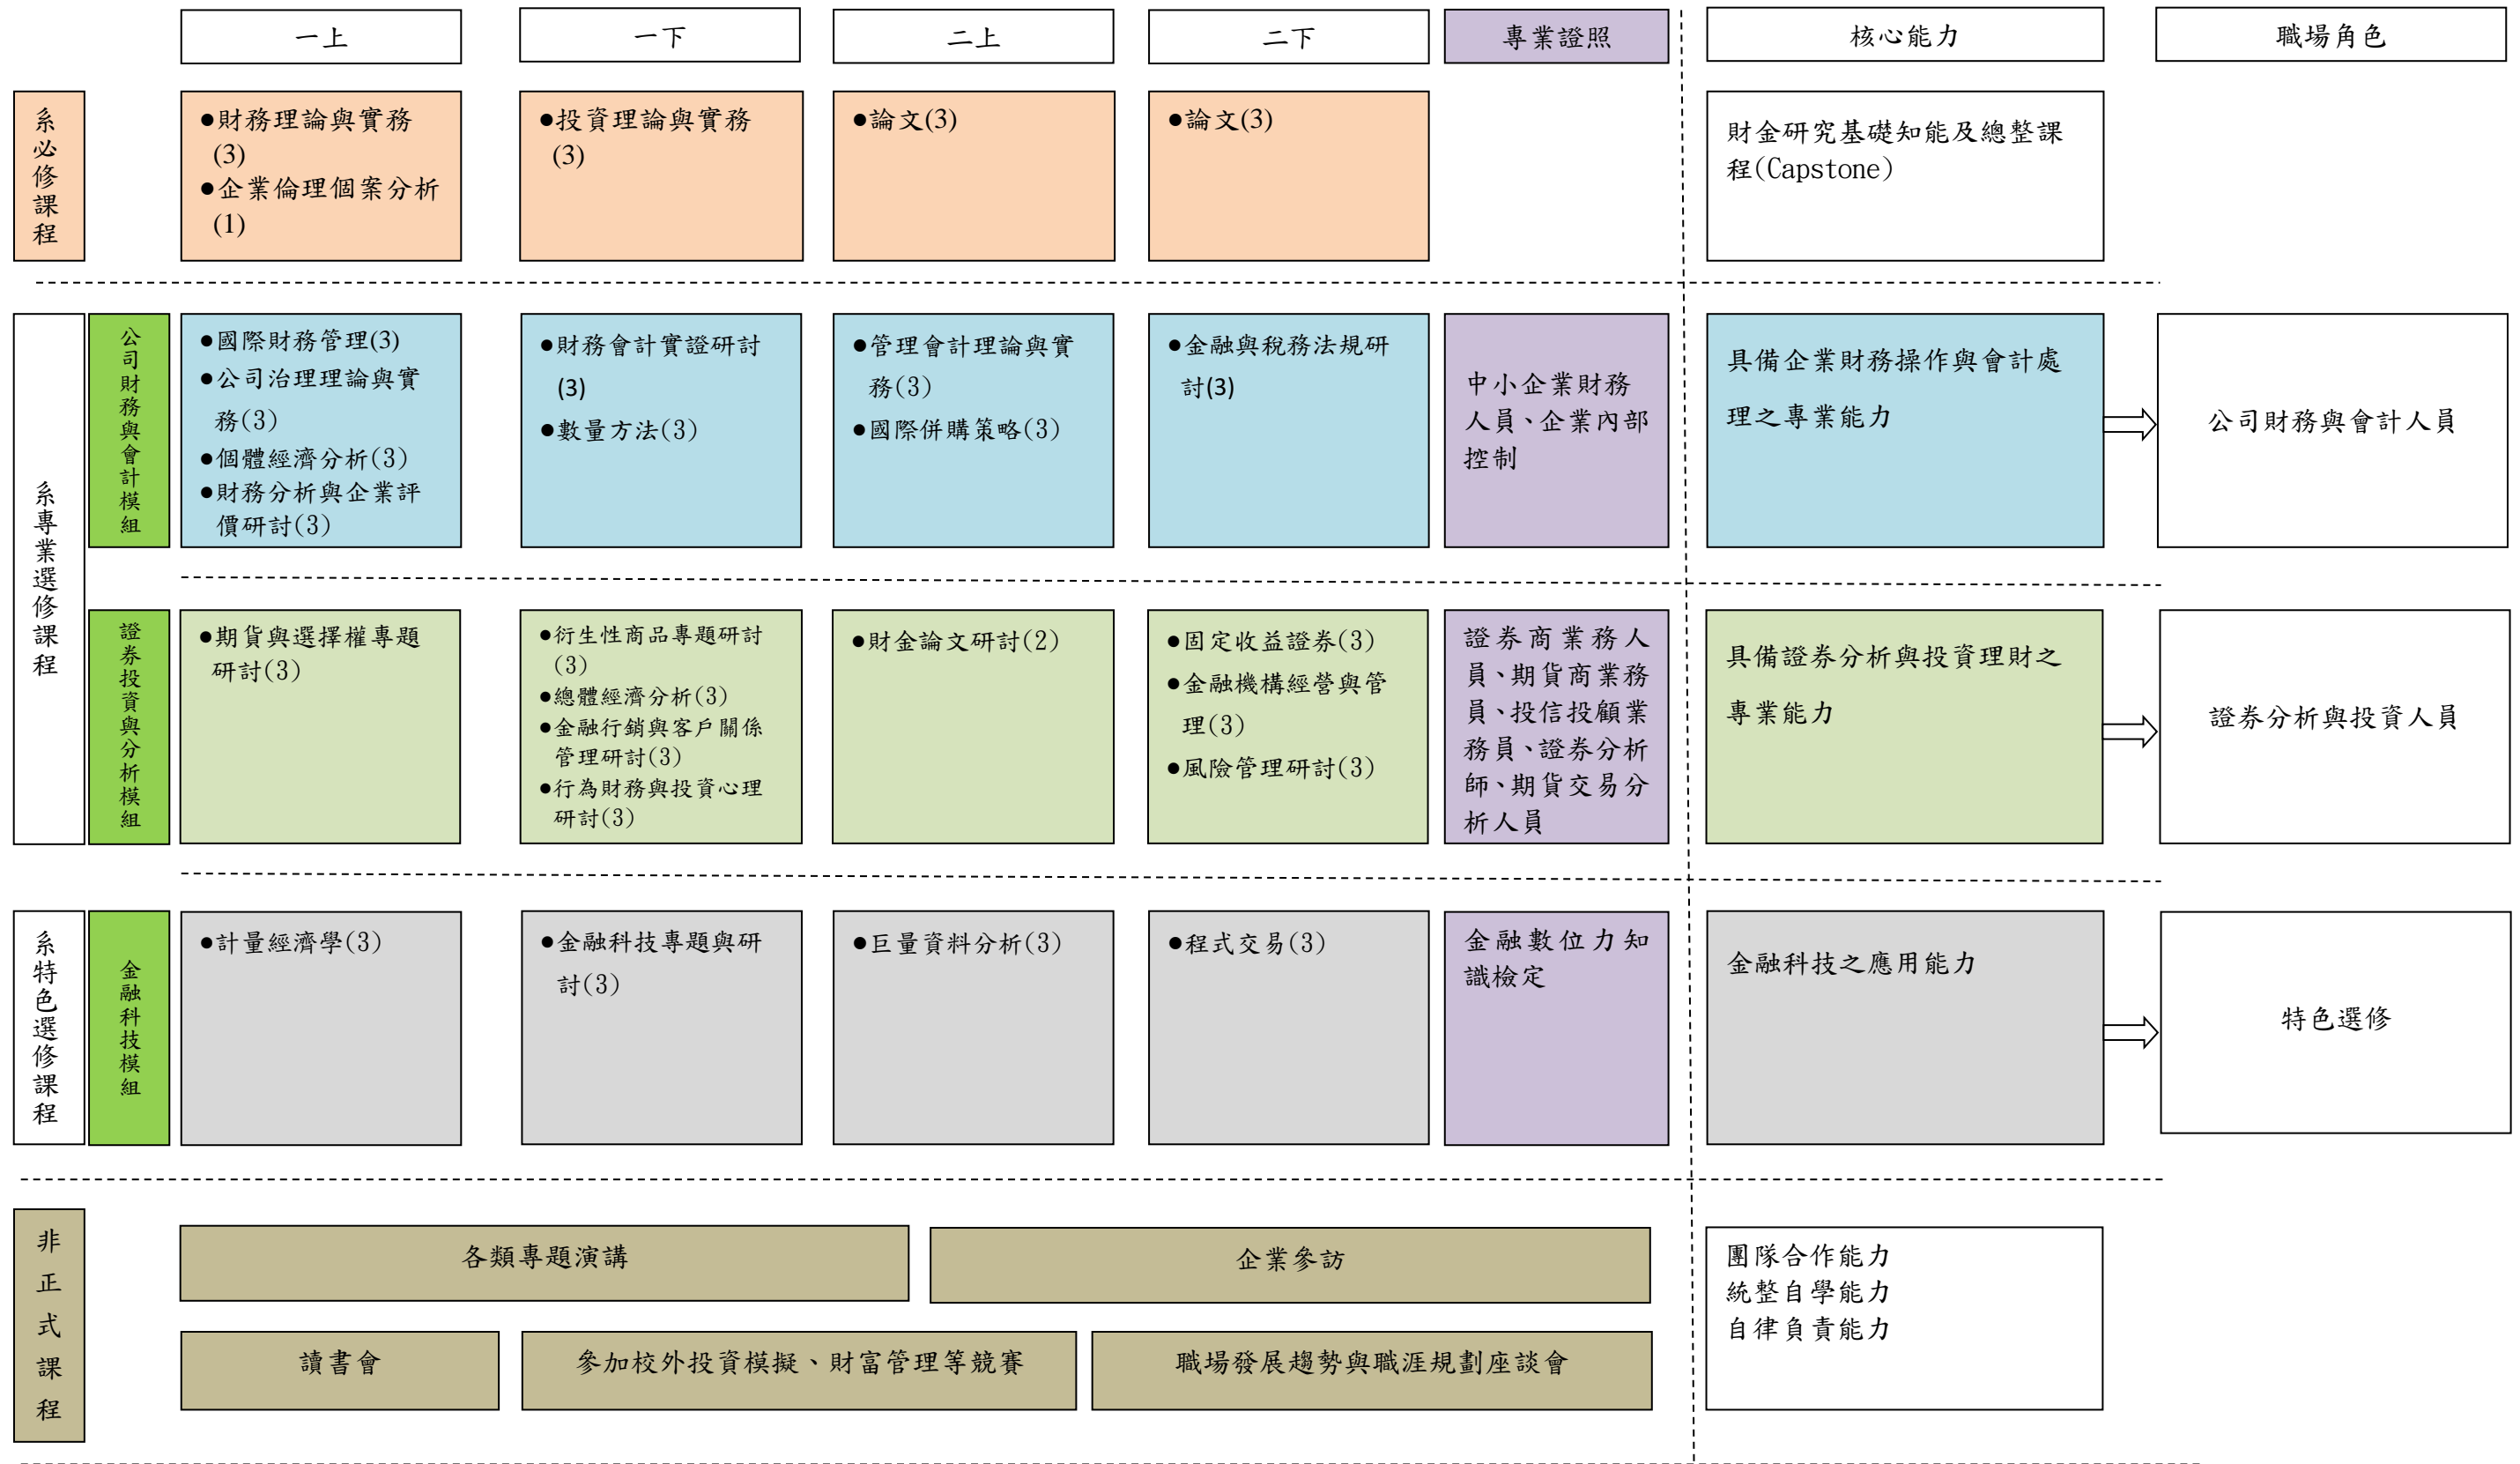 一上
一下
二上
二下
專業證照
核心能力
職場角色
系必修課程
●財務理論與實務
(3)
●企業倫理個案分析
(1)
●投資理論與實務
(3)
●論文(3)
●論文(3)
財金研究基礎知能及總整課
程(Capstone)
系專業選修課程
公司財務與會計模組
●國際財務管理(3)
●公司治理理論與實
務(3)
●個體經濟分析(3)
●財務分析與企業評
價研討(3)
●財務會計實證研討
(3)
●數量方法(3)
●管理會計理論與實
務(3)
●國際併購策略(3)
●金融與稅務法規研
討(3)
中小企業財務
人員、企業內部
控制
具備企業財務操作與會計處
理之專業能力
公司財務與會計人員
證券投資與分析模組
●期貨與選擇權專題
研討(3)
●衍生性商品專題研討
(3)
●總體經濟分析(3)
●金融行銷與客戶關係
管理研討(3)
●行為財務與投資心理
研討(3)
●財金論文研討(2)
●固定收益證券(3)
●金融機構經營與管
理(3)
●風險管理研討(3)
證券商業務人
員、期貨商業務
員、投信投顧業
務員、證券分析
師、期貨交易分
析人員
具備證券分析與投資理財之
專業能力
證券分析與投資人員
系特色選修課程
金融科技模組
●計量經濟學(3)
●金融科技專題與研
討(3)
●巨量資料分析(3)
●程式交易(3)
金融數位力知
識檢定
金融科技之應用能力
特色選修
非正式課程
各類專題演講
企業參訪
讀書會
參加校外投資模擬、財富管理等競賽
職場發展趨勢與職涯規劃座談會
團隊合作能力
統整自學能力
自律負責能力